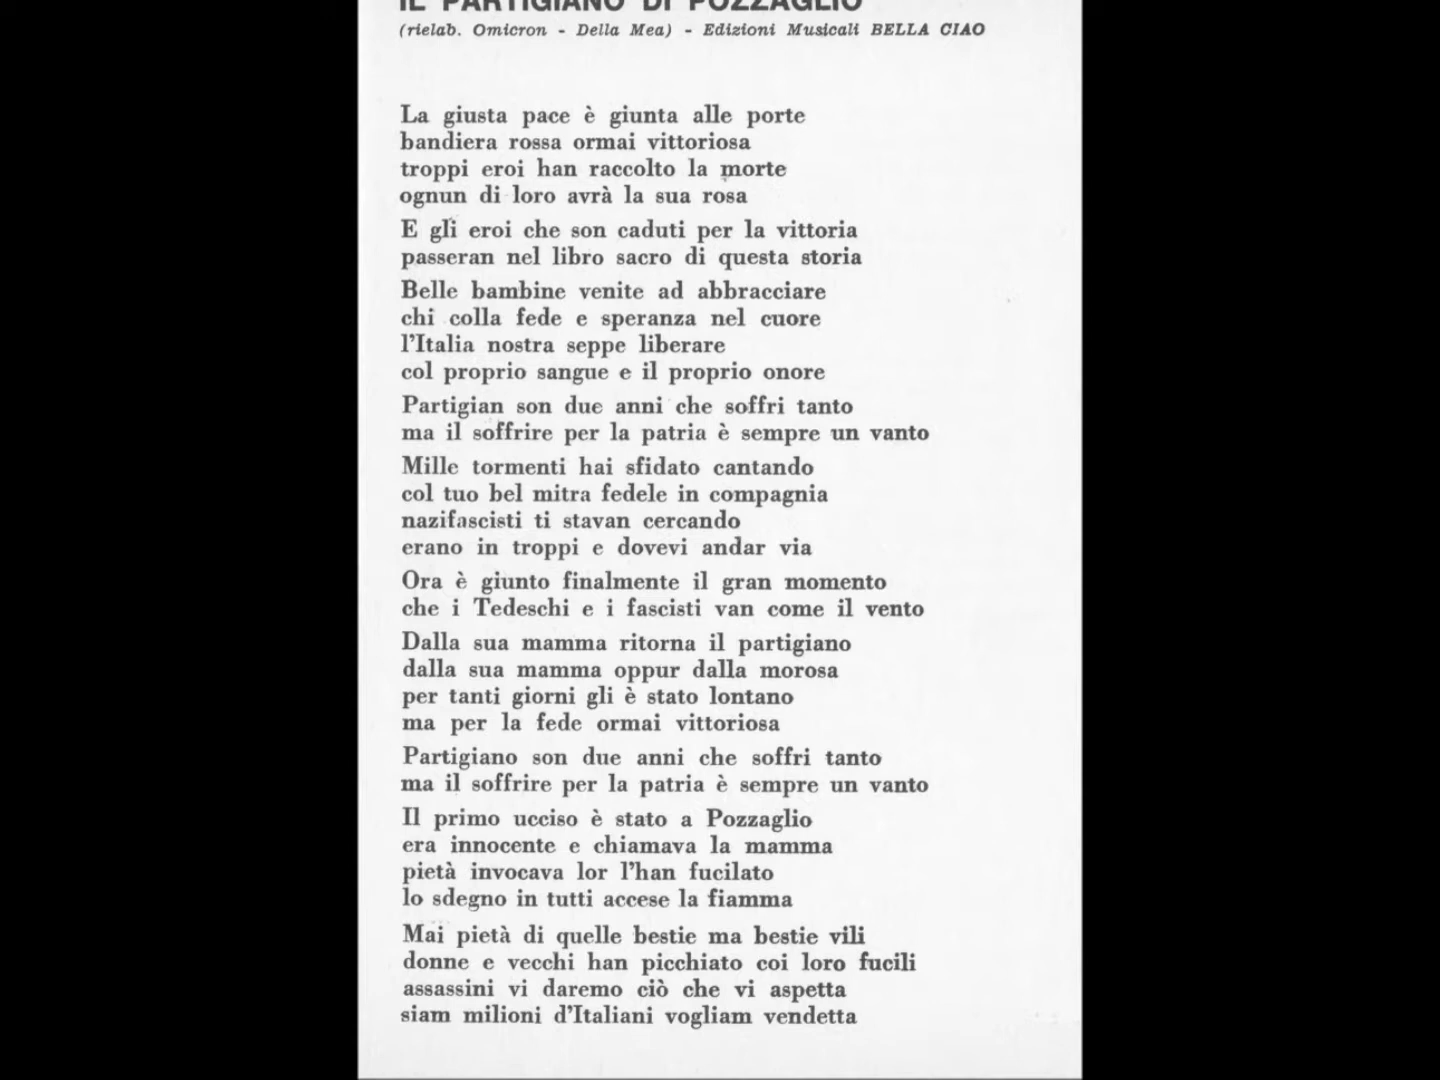 IL PARTIGIANO DI POZZAGLIO
(rielab. Omicron - Della Mea) - Edizioni Musicali BELLA CIAO
La giusta pace è giunta alle porte
bandiera rossa ormai vittoriosa
troppi eroi han raccolto la morte
ognun di loro avrà la sua rosa
E gli eroi che son caduti per la vittoria
passeran nel libro sacro di questa storia
Belle bambine venite ad abbracciare
chi colla fede e speranza nel cuore
l'Italia nostra seppe liberare
col proprio sangue e il proprio onore
Partigian son due anni che soffri tanto
ma il soffrire per la patria è sempre un vanto
Mille tormenti hai sfidato cantando
col tuo bel mitra fedele in compagnia
nazifascisti ti stavan cercando
erano in troppi e dovevi andar via
Ora è giunto finalmente il gran momento
che i Tedeschi e i fascisti van come il vento
Dalla sua mamma ritorna il partigiano
dalla sua mamma oppur dalla morosa
per tanti giorni gli è stato lontano
ma per la fede ormai vittoriosa
Partigiano son due anni che soffri tanto
ma il soffrire per la patria è sempre un vanto
Il primo ucciso è stato a Pozzaglio
era innocente e chiamava la mamma
pietà invocava lor l'han fucilato
lo sdegno in tutti accese la fiamma
Mai pietà di quelle bestie ma bestie vili
donne e vecchi han picchiato coi loro fucili
assassini vi daremo ciò che vi aspetta
siam milioni d'Italiani vogliam vendetta